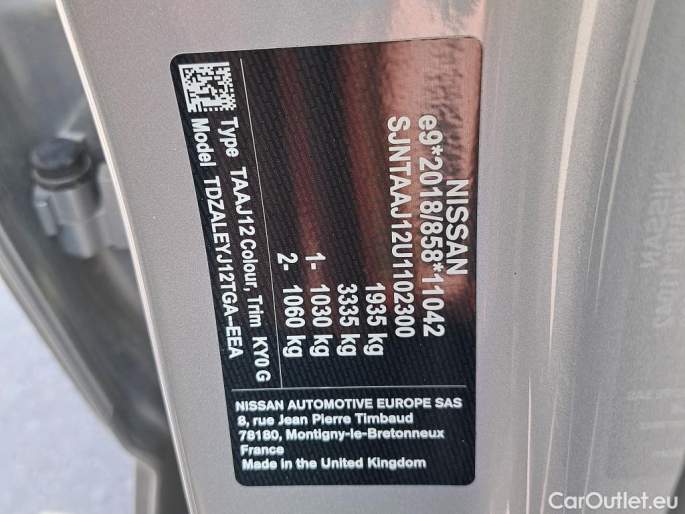 NISSAN
e9*2018/858*11042
SJNTAAJ12U1102300
1935 kg
3335 kg
1- 1030 kg
2- 1060 kg
Type TAAJ12 Colour, Trim KY0 G
Model TDZALEYJ12TGA-EEA
NISSAN AUTOMOTIVE EUROPE SAS
8, rue Jean Pierre Timbaud
78180, Montigny-le-Bretonneux
France
Made in the United Kingdom
CarOutlet.eu